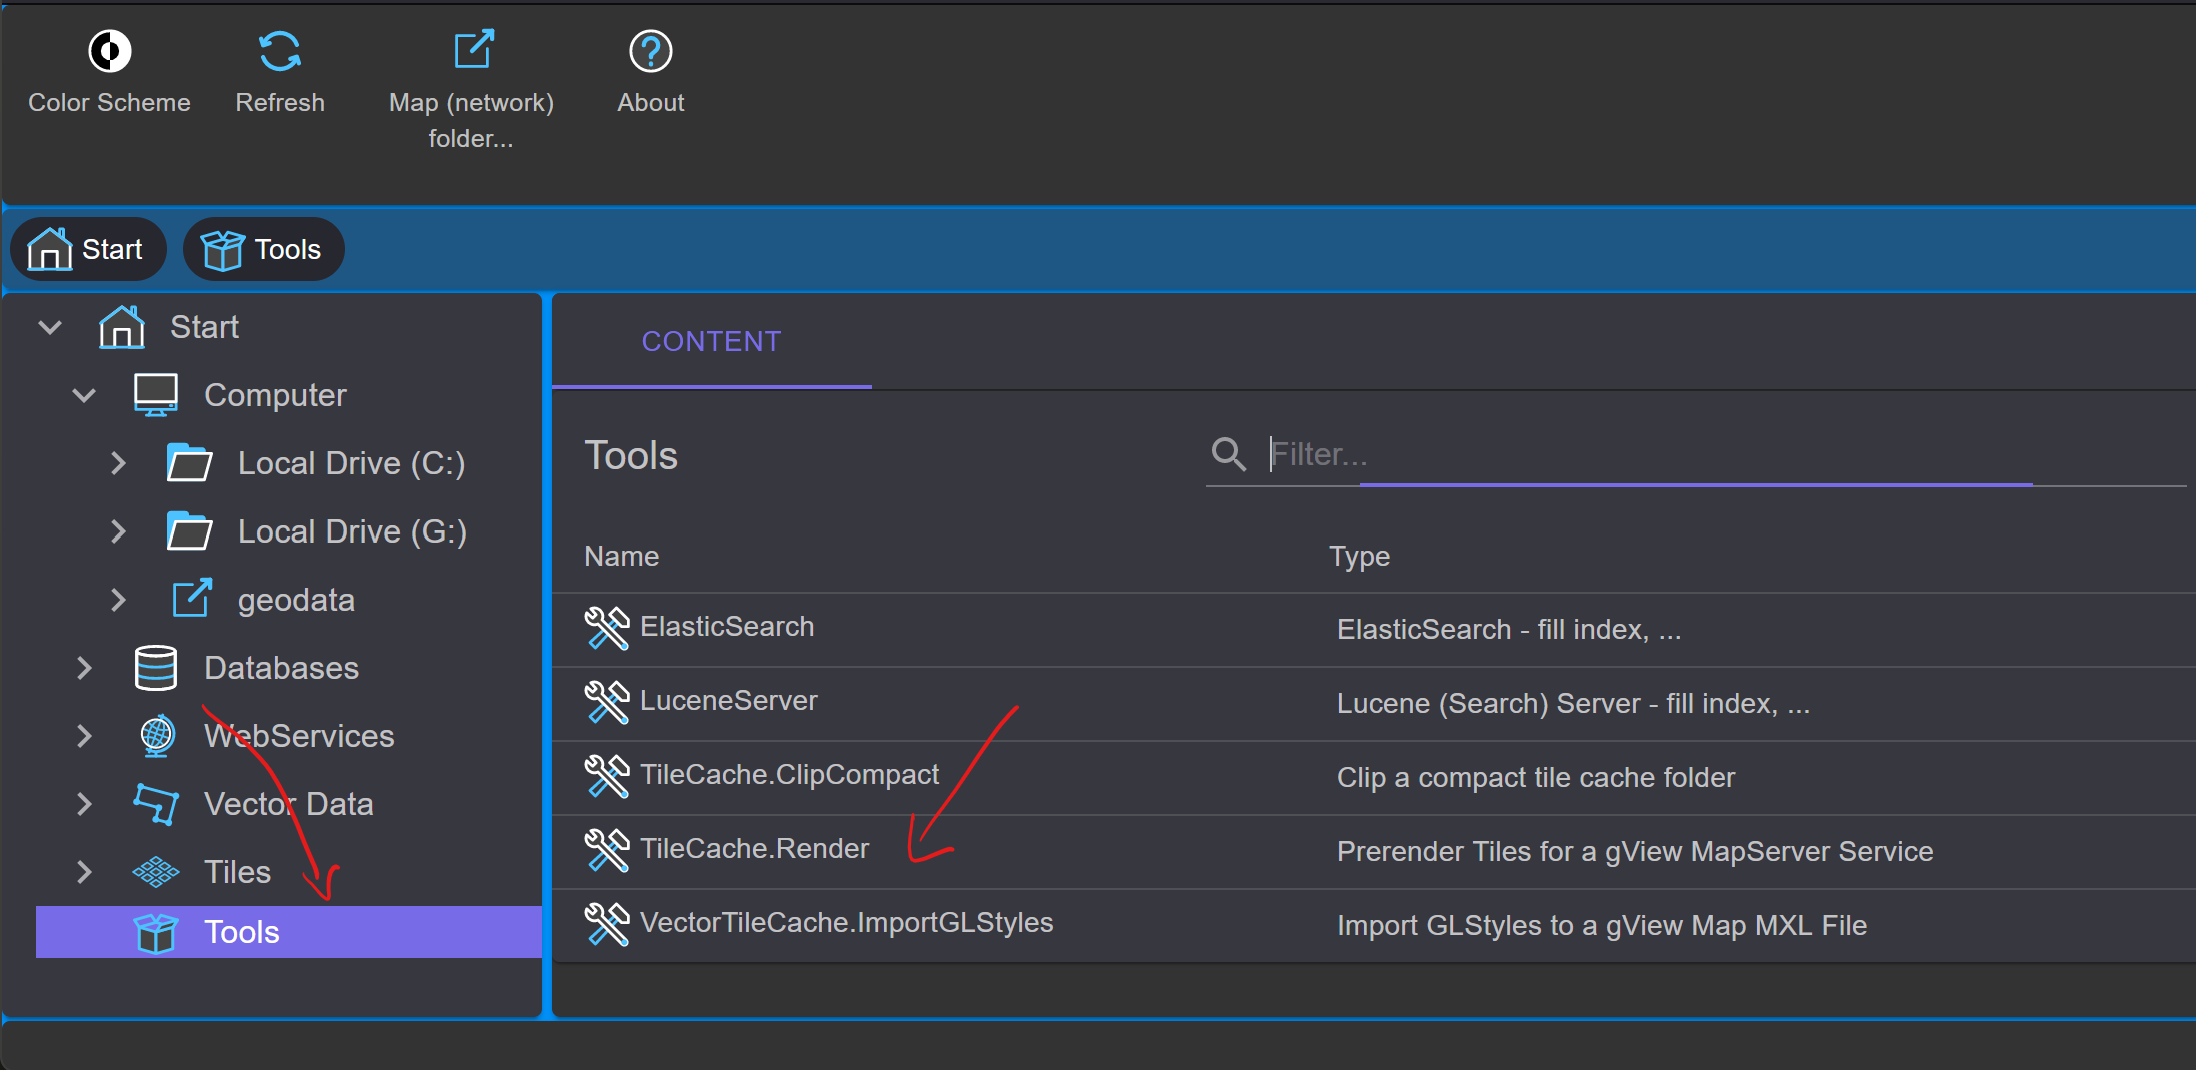 Color Scheme
Refresh
Map (network)
folder...
About
Start
Tools
Start
Computer
Local Drive (C:)
Local Drive (G:)
geodata
Databases
WebServices
Vector Data
Tiles
Tools
CONTENT
Tools
Filter...
Name Type
ElasticSearch ElasticSearch - fill index, ...
LuceneServer Lucene (Search) Server - fill index, ...
TileCache.ClipCompact Clip a compact tile cache folder
TileCache.Render Prerender Tiles for a gView MapServer Service
VectorTileCache.ImportGLStyles Import GLStyles to a gView Map MXL File